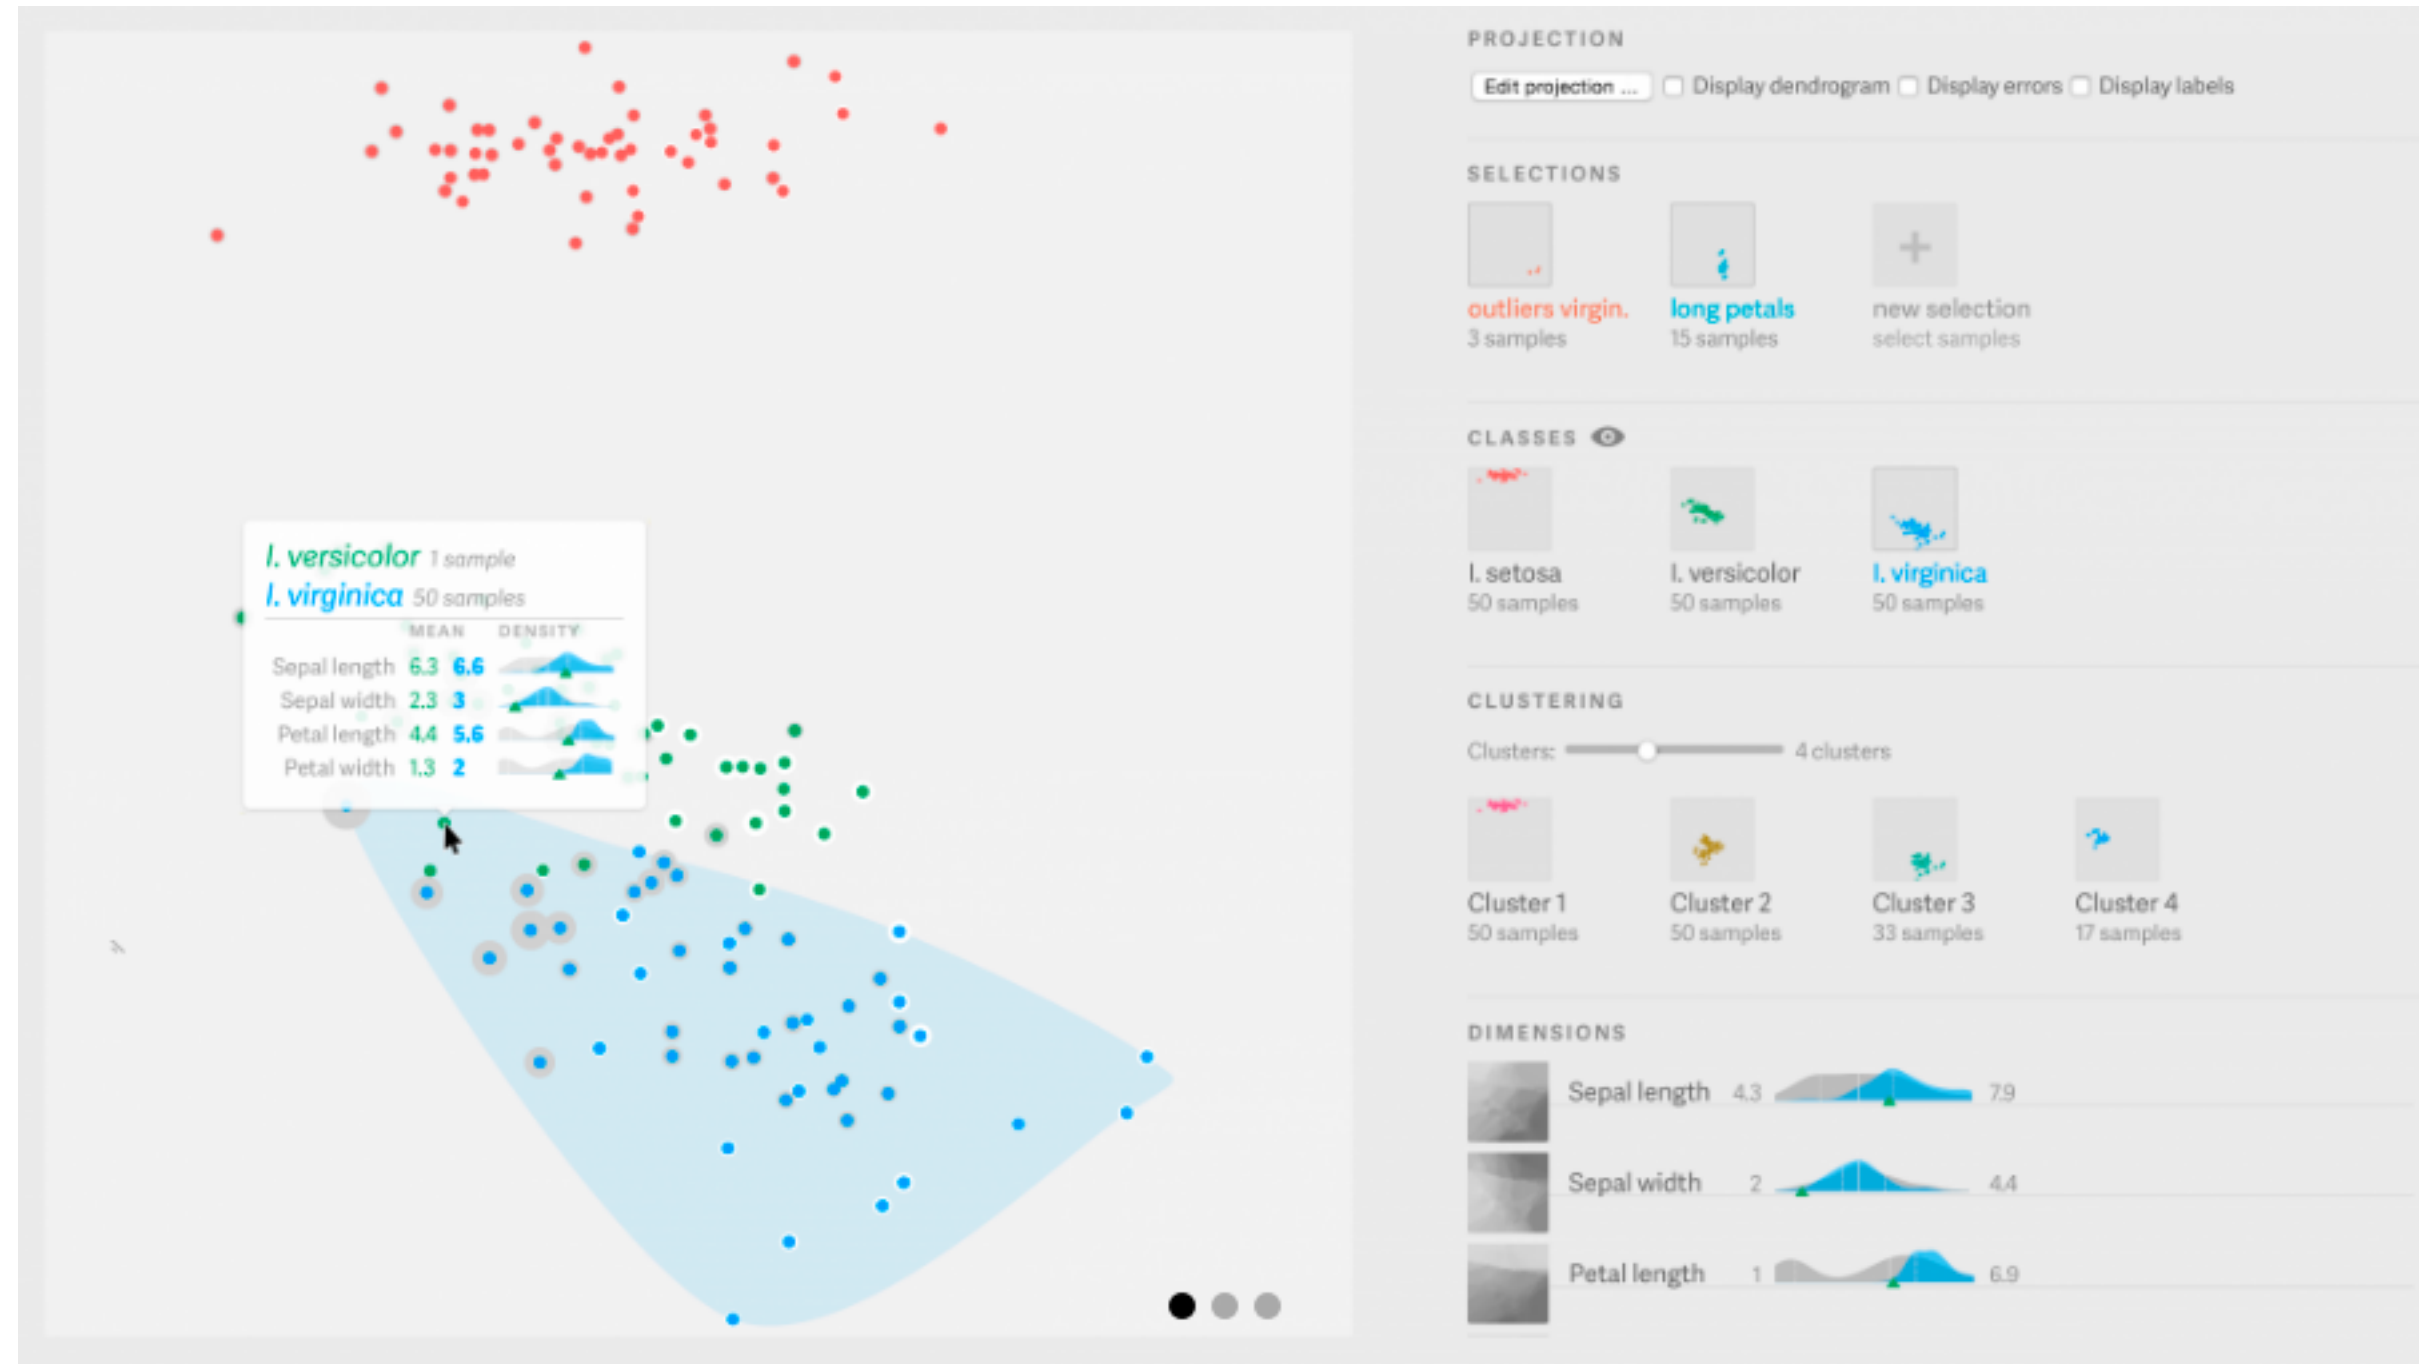 PROJECTION
Edit projection ... Display dendrogram Display errors Display labels
SELECTIONS
outliers virgin. long petals new selection
3 samples 15 samples select samples
CLASSES
I. setosa I. versicolor I. virginica
50 samples 50 samples 50 samples
I. versicolor 1 sample
I. virginica 50 samples
MEAN DENSITY
Sepal length 6.3 6.6
Sepal width 2.3 3
Petal length 4.4 5.6
Petal width 1.3 2
CLUSTERING
Clusters: 4 clusters
Cluster 1 Cluster 2 Cluster 3 Cluster 4
50 samples 50 samples 33 samples 17 samples
DIMENSIONS
Sepal length 4.3 7.9
Sepal width 2 4.4
Petal length 1 6.9